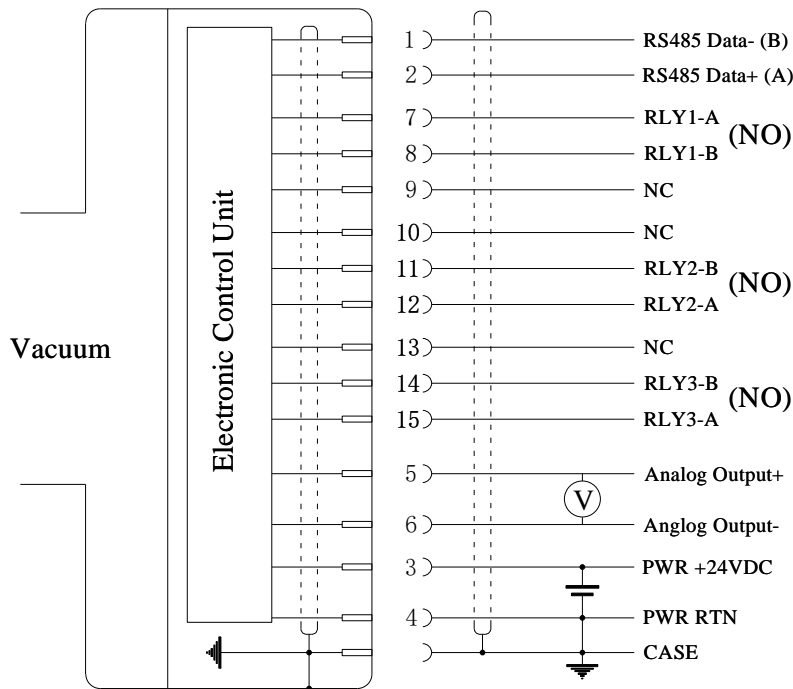 1 RS485 Data- (B)
2 RS485 Data+ (A)
7 RLY1-A
(NO)
8 RLY1-B
9 NC
10 NC
11 RLY2-B
(NO)
12 RLY2-A
13 NC
14 RLY3-B
(NO)
15 RLY3-A
5 Analog Output+
V
6 Anglog Output-
3 PWR +24VDC
4 PWR RTN
CASE
Electronic Control Unit
Vacuum